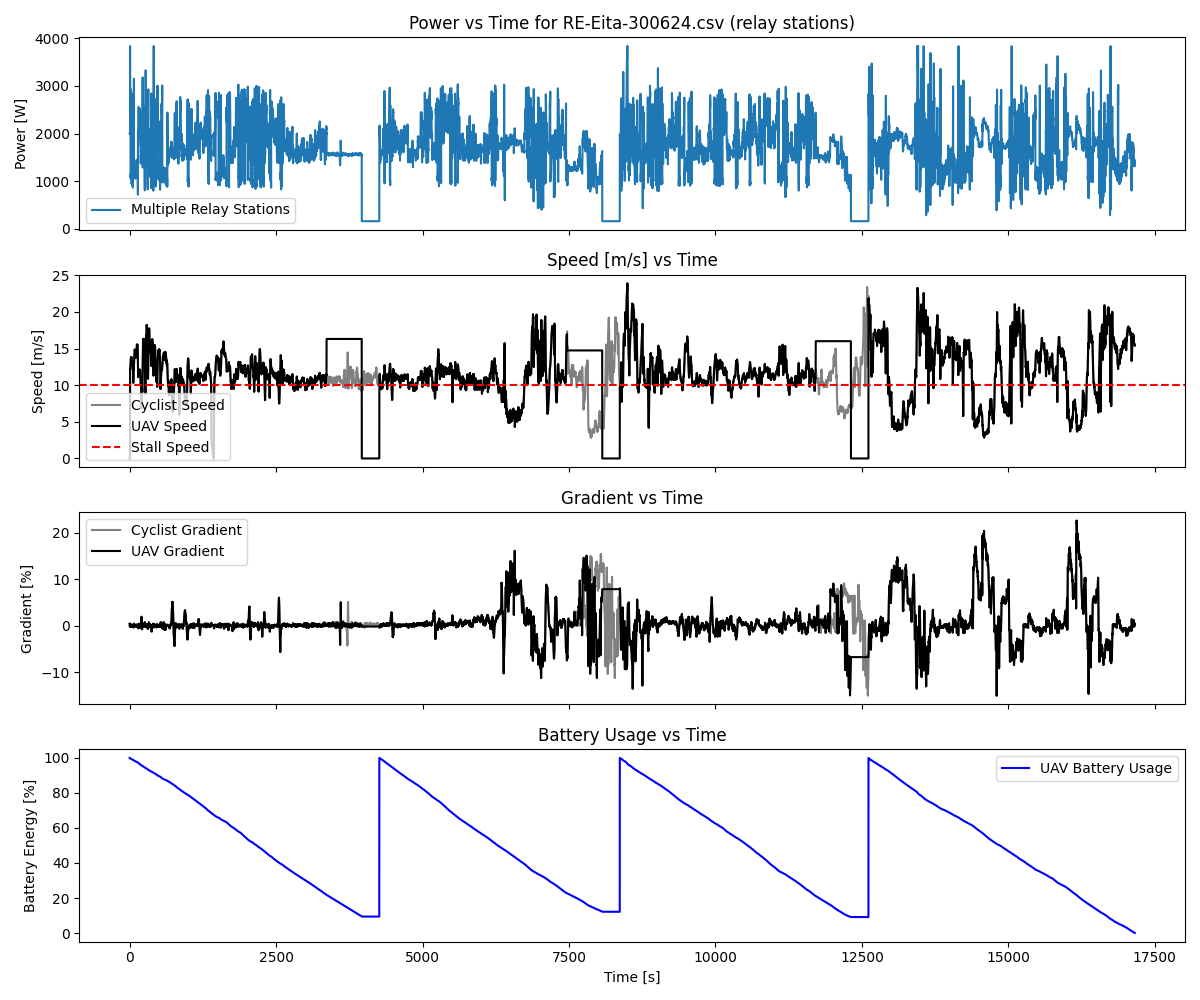 Power vs Time for RE-Eita-300624.csv (relay stations)
4000
3000
2000
1000
0
Power [W]
Multiple Relay Stations
Speed [m/s] vs Time
25
20
15
10
5
0
Speed [m/s]
Cyclist Speed
UAV Speed
Stall Speed
Gradient vs Time
20
10
0
−10
Gradient [%]
Cyclist Gradient
UAV Gradient
Battery Usage vs Time
100
80
60
40
20
0
Battery Energy [%]
UAV Battery Usage
0 2500 5000 7500 10000 12500 15000 17500
Time [s]